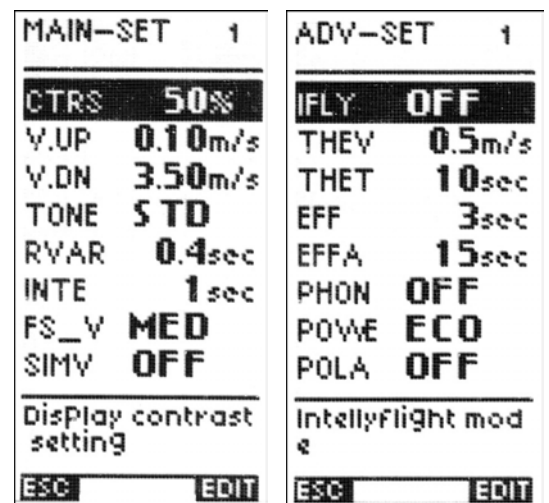 MAIN-SET 1
CTRS 50%
V.UP 0.10m/s
V.DN 3.50m/s
TONE STD
RVAR 0.4sec
INTE 1sec
FS_V MED
SIMV OFF
DisPlay contrast
setting
ESC EDIT
ADV-SET 1
IFLY OFF
THEV 0.5m/s
THET 10sec
EFF 3sec
EFFA 15sec
PHON OFF
POWE ECO
POLA OFF
Intellyflight mod
e
ESC EDIT